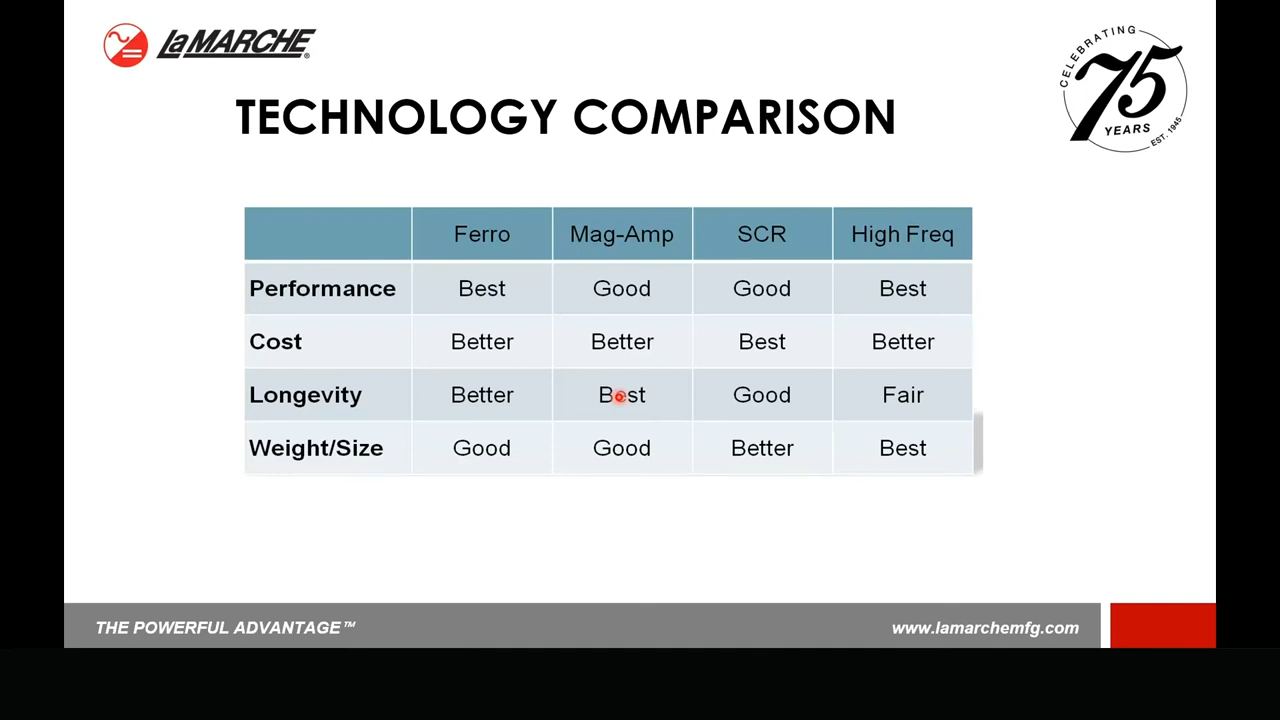 LaMARCHE®
CELEBRATING
75
YEARS
EST. 1945
TECHNOLOGY COMPARISON
Ferro Mag-Amp SCR High Freq
Performance Best Good Good Best
Cost Better Better Best Better
Longevity Better Best Good Fair
Weight/Size Good Good Better Best
THE POWERFUL ADVANTAGE™ www.lamarchemfg.com